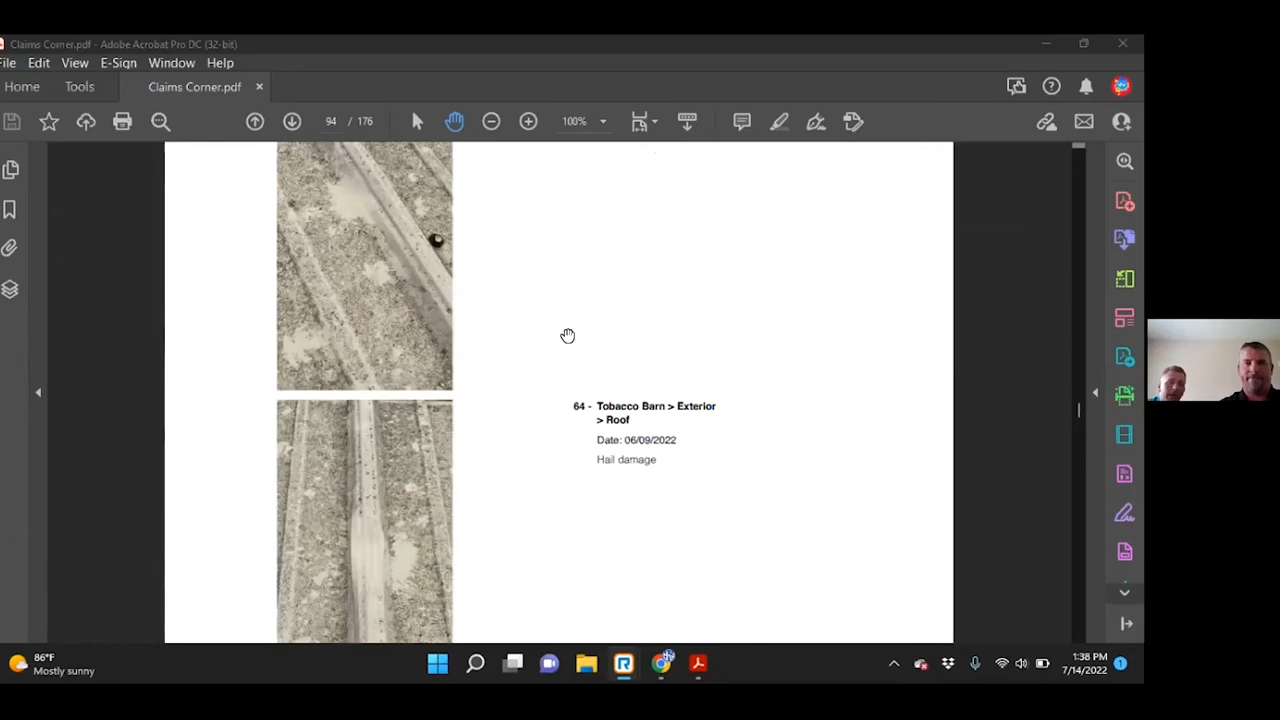 Claims Corner.pdf - Adobe Acrobat Pro DC (32-bit)
File Edit View E-Sign Window Help
Home Tools Claims Corner.pdf ×
94 / 176 100%
64 - Tobacco Barn > Exterior
> Roof
Date: 06/09/2022
Hail damage
86°F
Mostly sunny
1:38 PM
7/14/2022
1